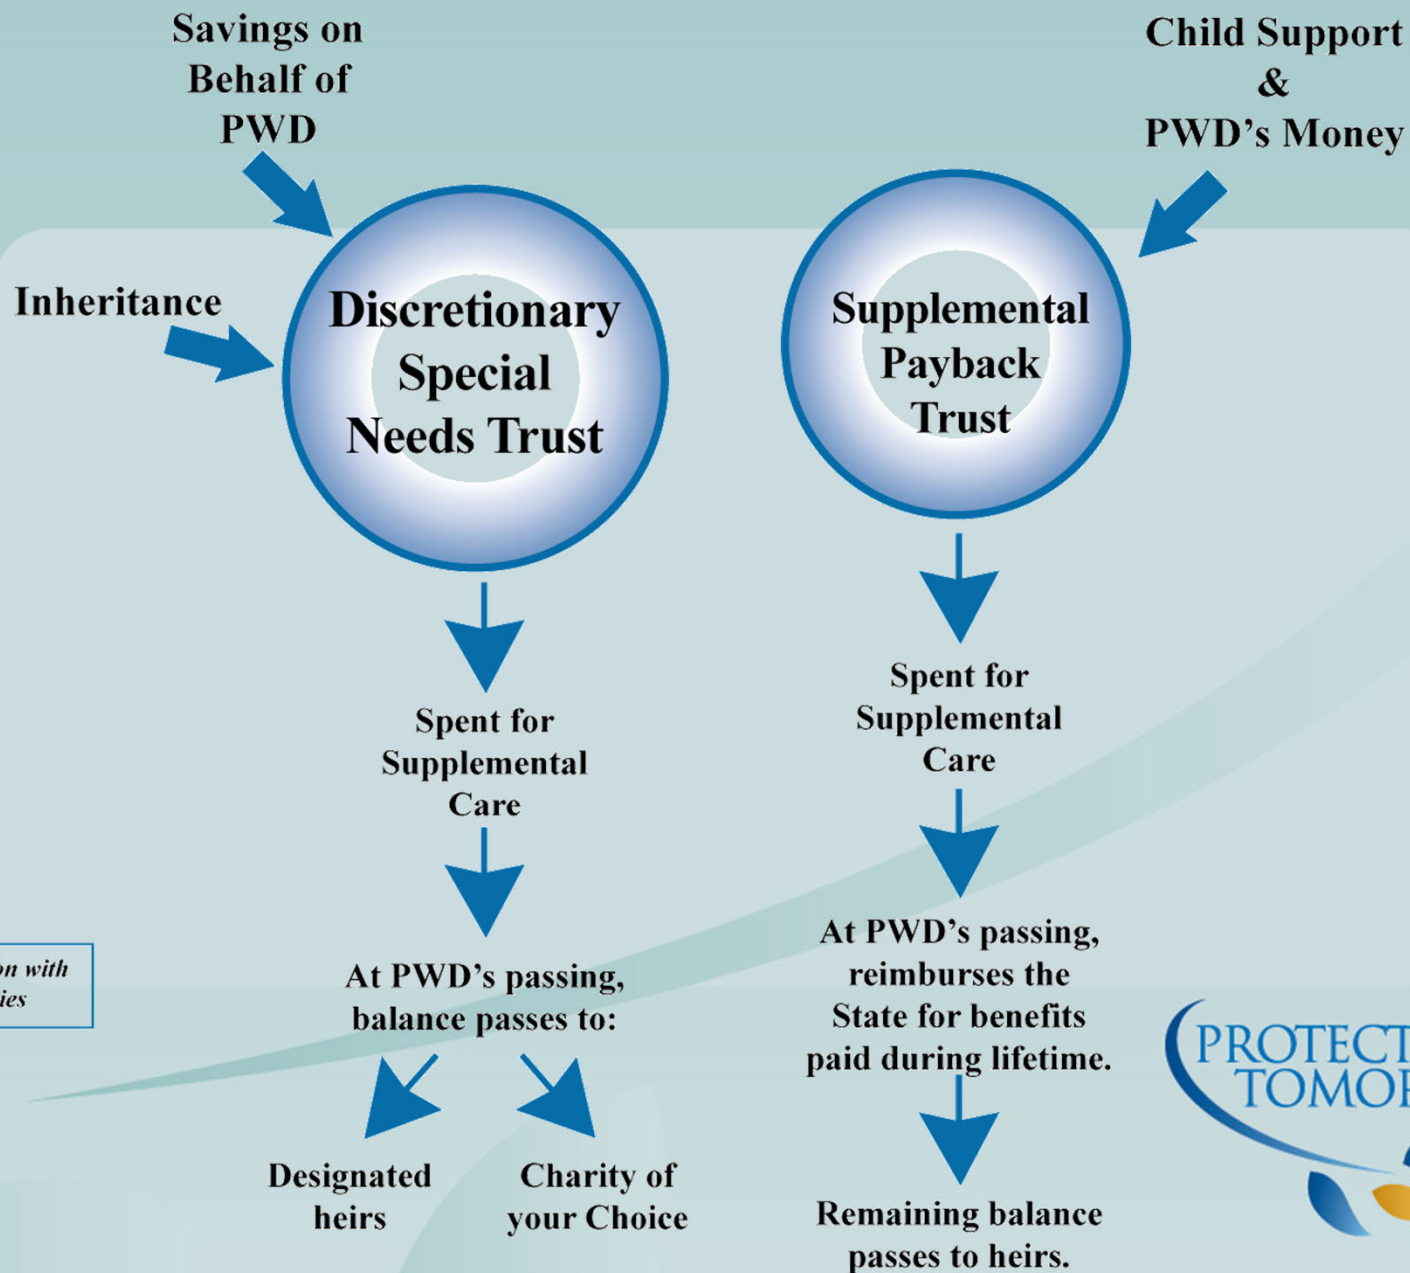 Savings on
Behalf of
PWD
Inheritance
Discretionary
Special
Needs Trust
Spent for
Supplemental
Care
At PWD's passing,
balance passes to:
Designated
heirs
Charity of
your Choice
Child Support
&
PWD's Money
Supplemental
Payback
Trust
Spent for
Supplemental
Care
At PWD's passing,
reimburses the
State for benefits
paid during lifetime.
Remaining balance
passes to heirs.
with
PROTECT